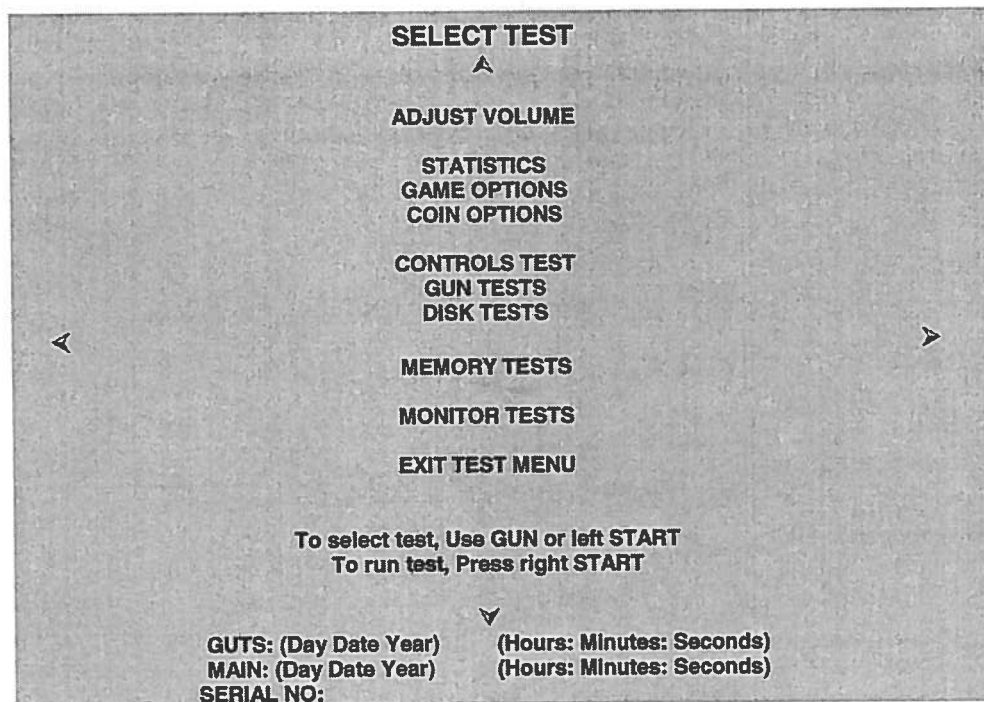 SELECT TEST
ADJUST VOLUME
STATISTICS
GAME OPTIONS
COIN OPTIONS
CONTROLS TEST
GUN TESTS
DISK TESTS
MEMORY TESTS
MONITOR TESTS
EXIT TEST MENU
To select test, Use GUN or left START
To run test, Press right START
GUTS: (Day Date Year) (Hours: Minutes: Seconds)
MAIN: (Day Date Year) (Hours: Minutes: Seconds)
SERIAL NO: